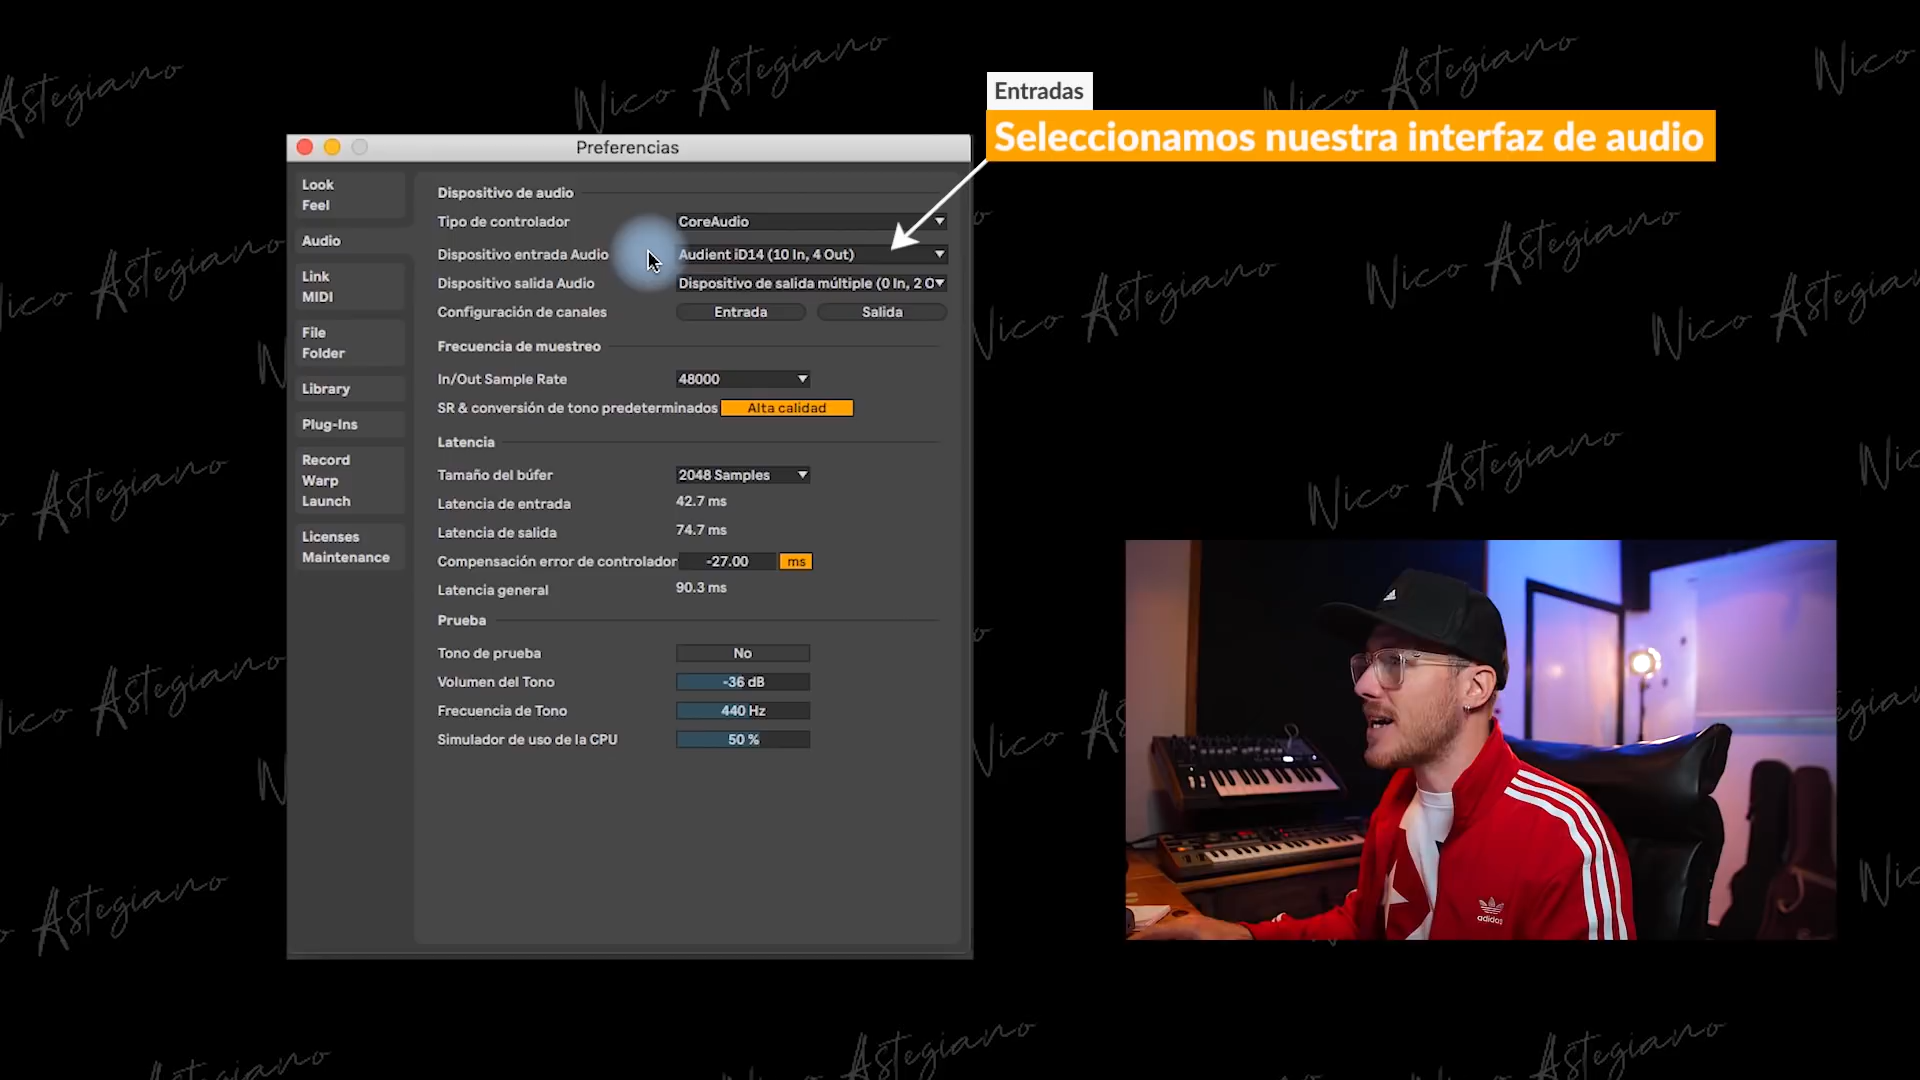 Nico Astegiano
Entradas
Seleccionamos nuestra interfaz de audio
Preferencias
Look
Feel
Audio
Link
MIDI
File
Folder
Library
Plug-Ins
Record
Warp
Launch
Licenses
Maintenance
Dispositivo de audio
Tipo de controlador CoreAudio
Dispositivo entrada Audio Audient iD14 (10 In, 4 Out)
Dispositivo salida Audio Dispositivo de salida múltiple (0 In, 2 O
Configuración de canales Entrada Salida
Frecuencia de muestreo
In/Out Sample Rate 48000
SR & conversión de tono predeterminados Alta calidad
Latencia
Tamaño del búfer 2048 Samples
Latencia de entrada 42.7 ms
Latencia de salida 74.7 ms
Compensación error de controlador -27.00 ms
Latencia general 90.3 ms
Prueba
Tono de prueba No
Volumen del Tono -36 dB
Frecuencia de Tono 440 Hz
Simulador de uso de la CPU 50 %
adidas